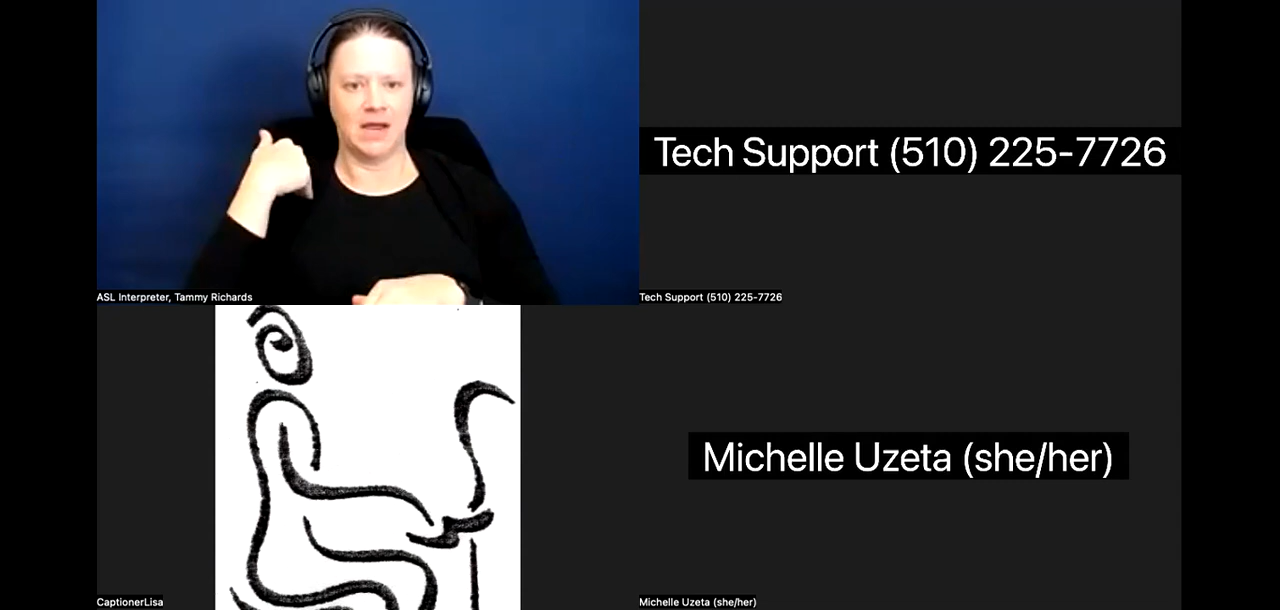 Tech Support (510) 225-7726
ASL Interpreter, Tammy Richards
Tech Support (510) 225-7726
Michelle Uzeta (she/her)
CaptionerLisa
Michelle Uzeta (she/her)